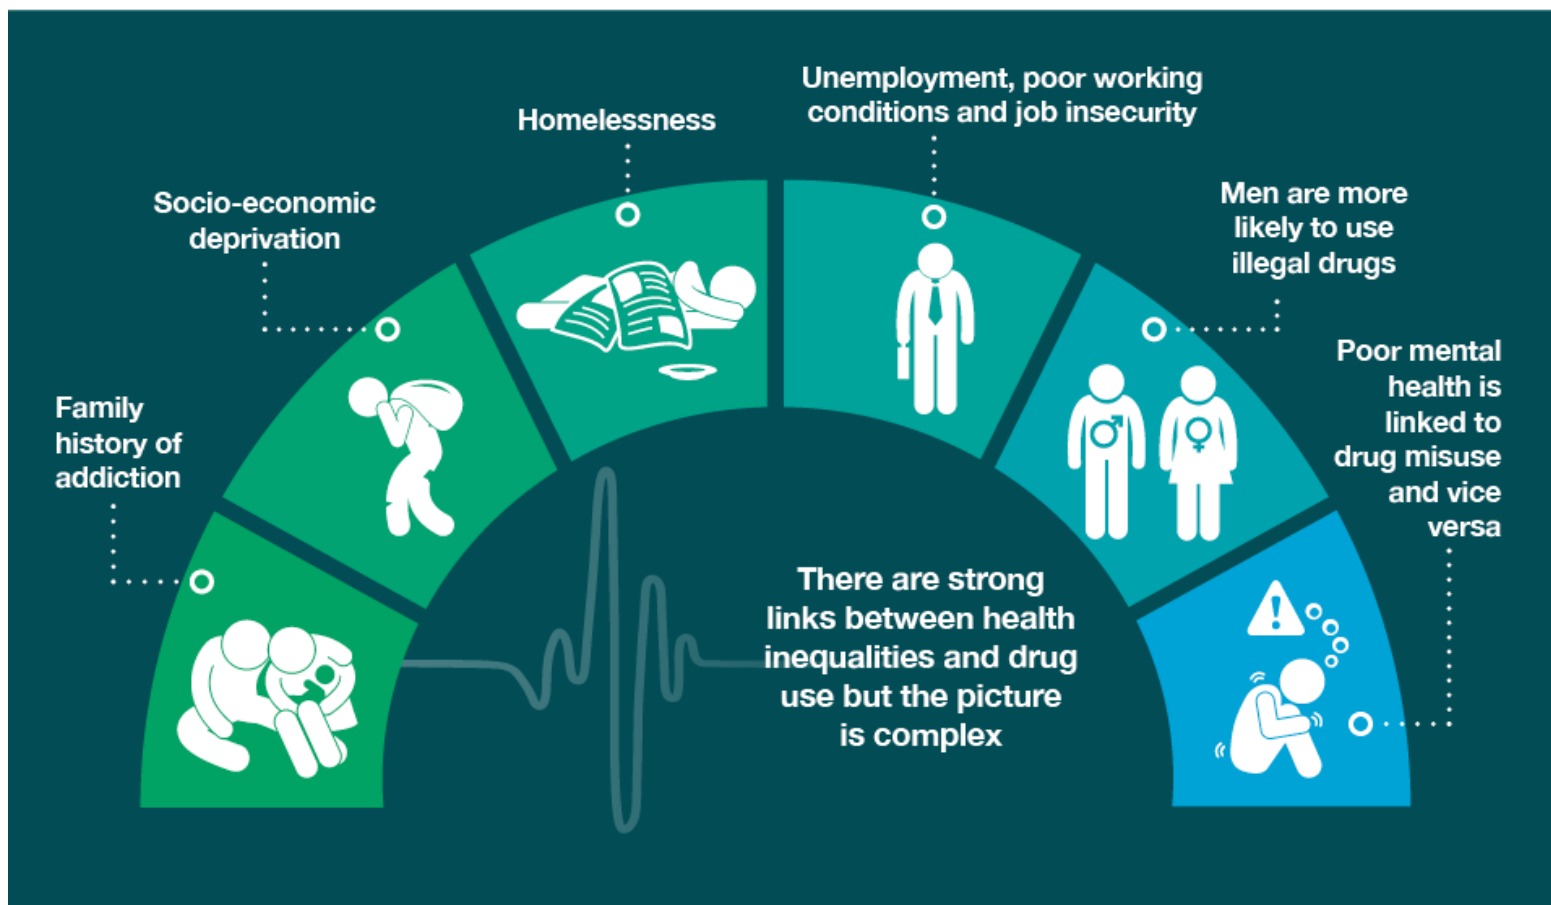 Unemployment, poor working
conditions and job insecurity
Homelessness
Socio-economic
deprivation
Men are more
likely to use
illegal drugs
Family
history of
addiction
Poor mental
health is
linked to
drug misuse
and vice
versa
There are strong
links between health
inequalities and drug
use but the picture
is complex